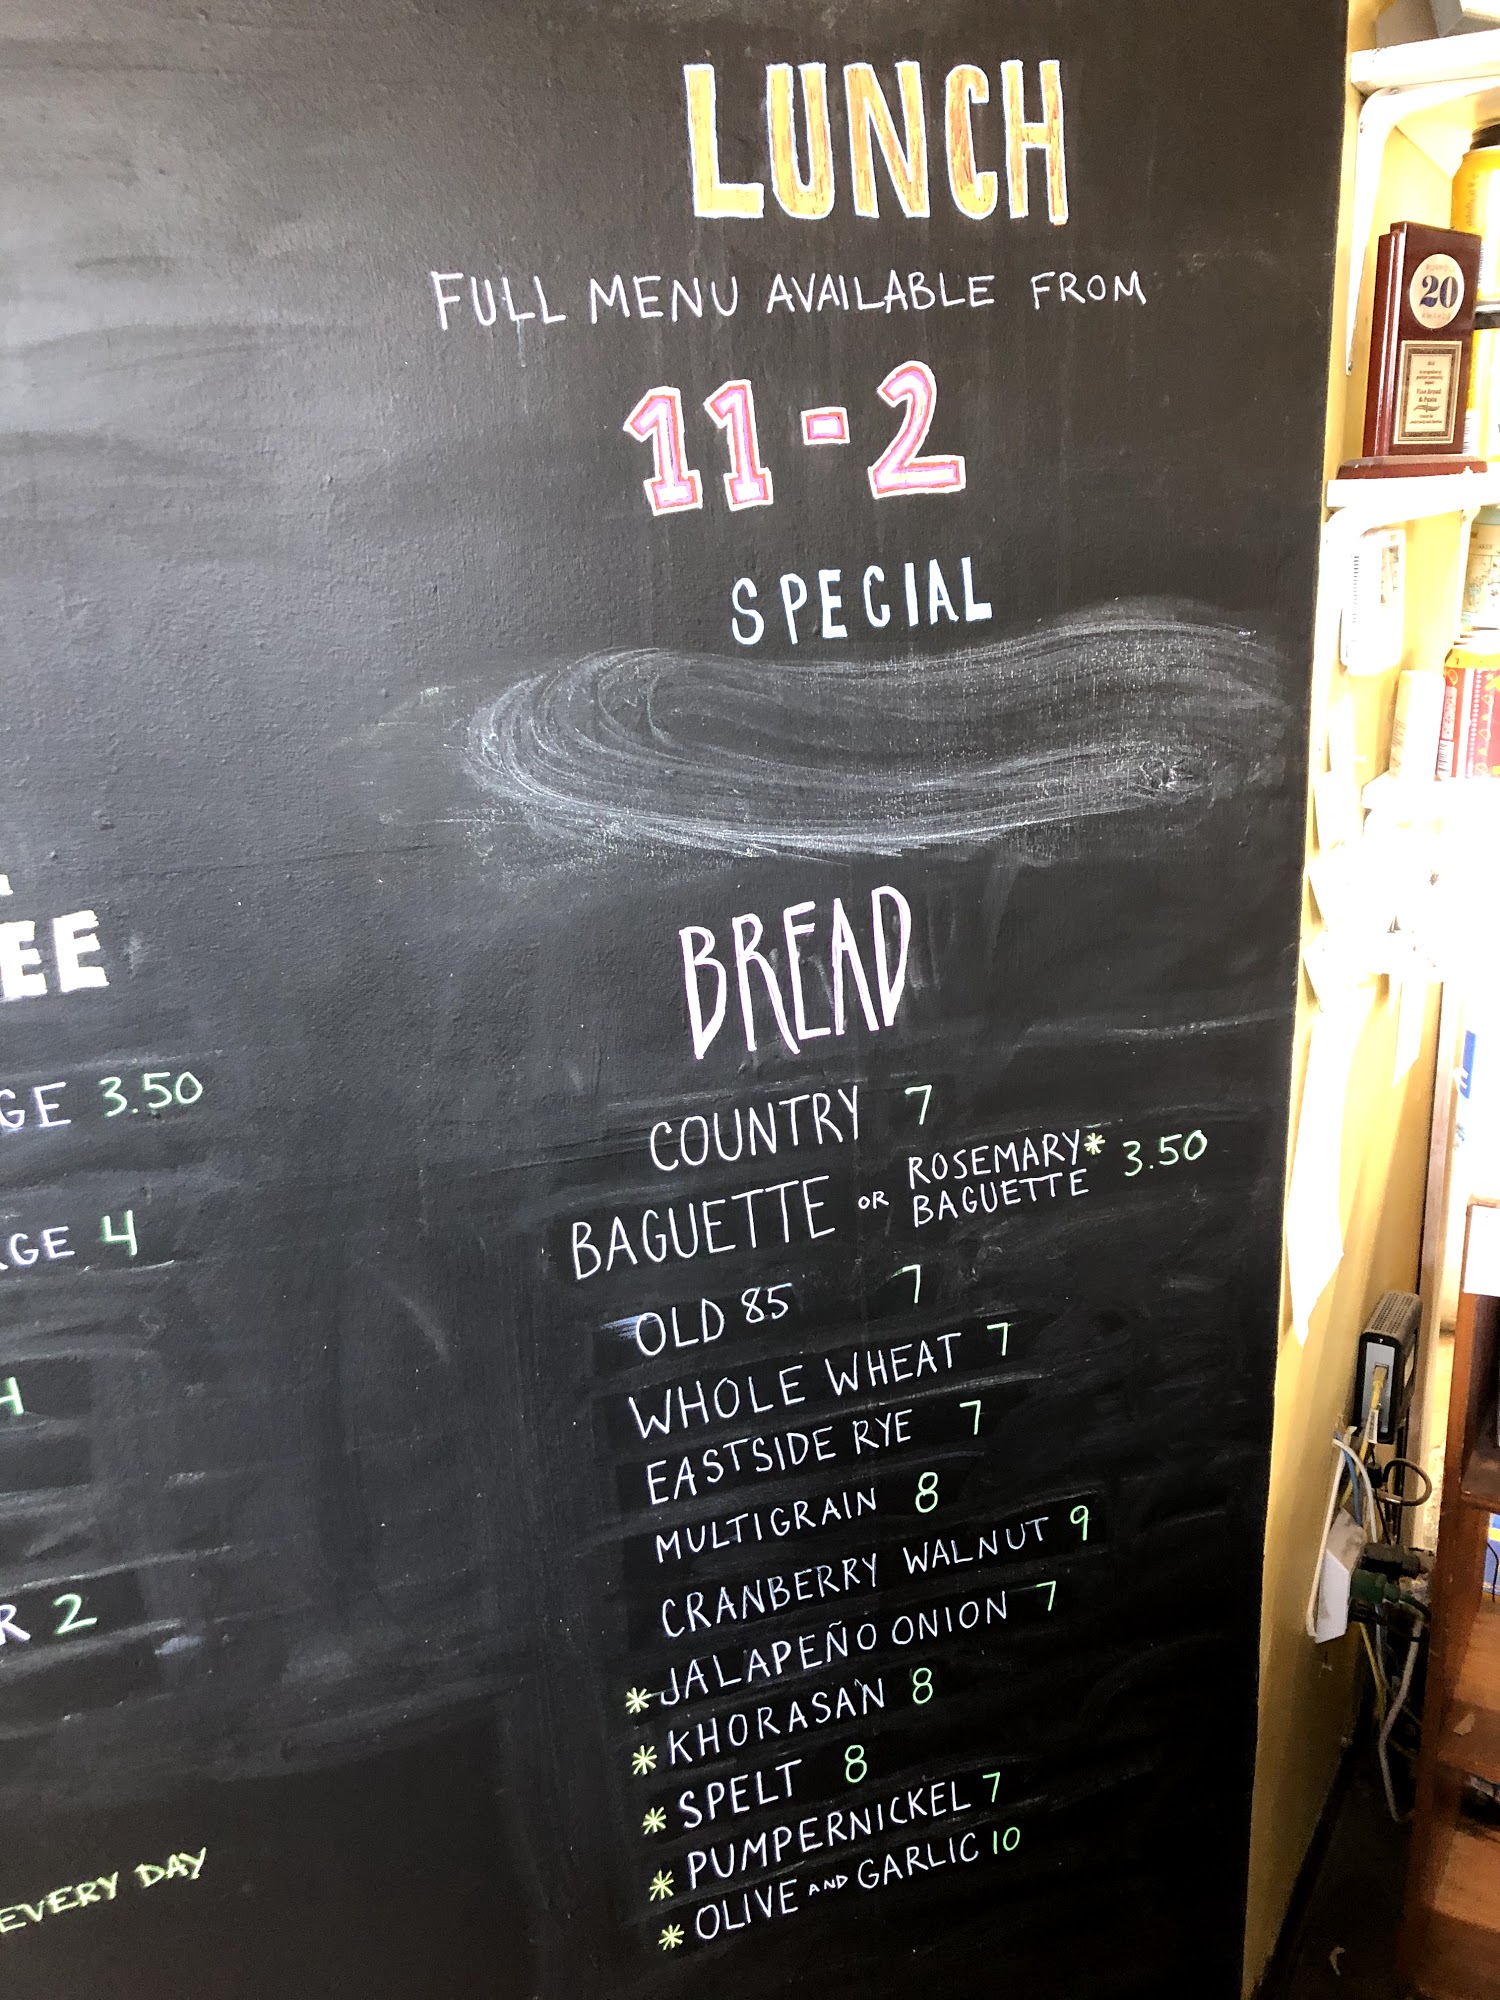 LUNCH
FULL MENU AVAILABLE FROM
11-2
SPECIAL
BREAD
COUNTRY 7
BAGUETTE OR ROSEMARY* BAGUETTE 3.50
OLD 85 7
WHOLE WHEAT 7
EASTSIDE RYE 7
MULTIGRAIN 8
CRANBERRY WALNUT 9
*JALAPEÑO ONION 7
*KHORASAN 8
*SPELT 8
*PUMPERNICKEL 7
*OLIVE AND GARLIC 10
EE
GE 3.50
GE 4
R 2
EVERY DAY
20